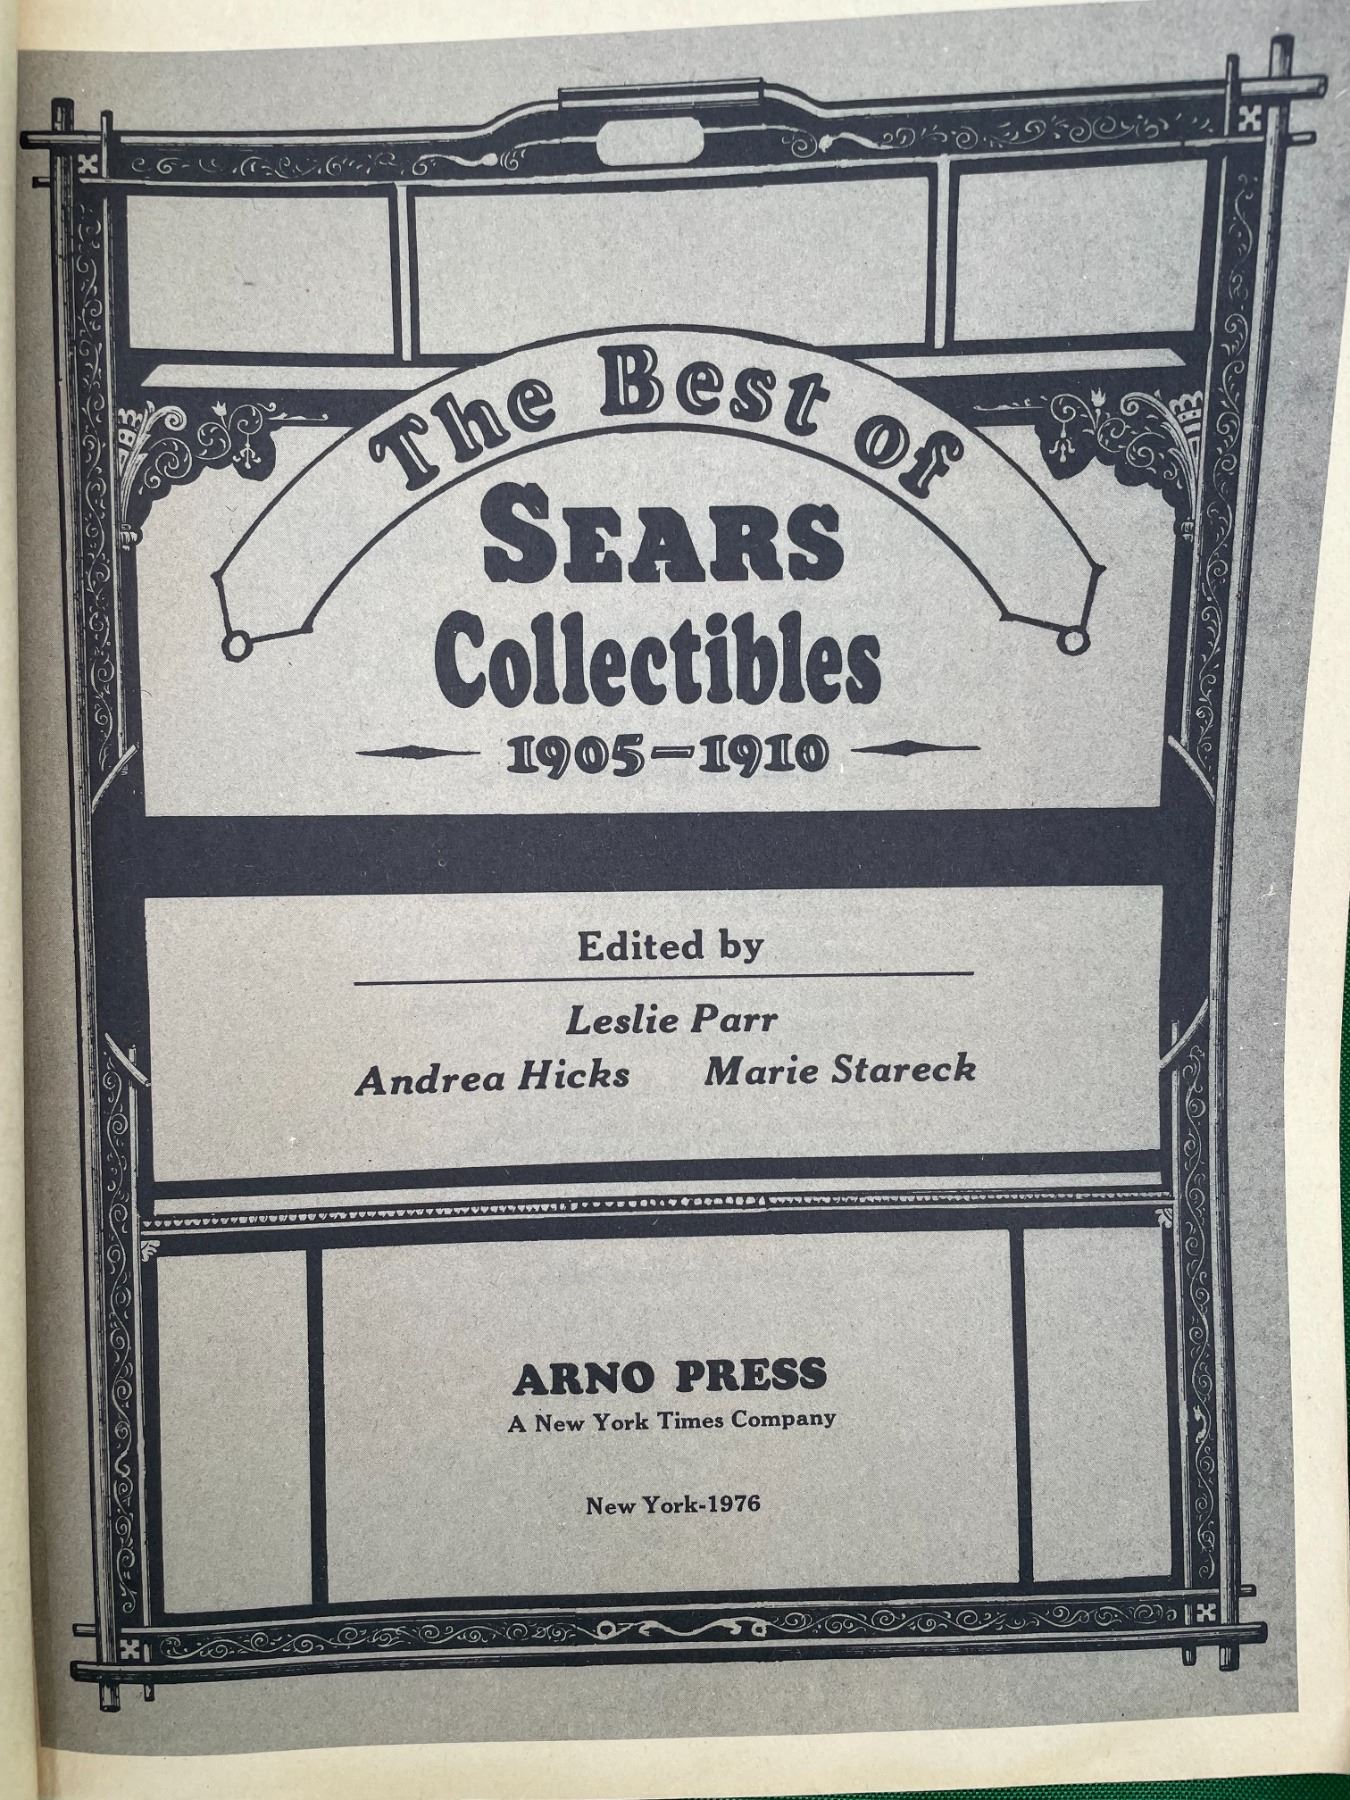 The Best of
SEARS
Collectibles
1905–1910
Edited by
Leslie Parr
Andrea Hicks Marie Stareck
ARNO PRESS
A New York Times Company
New York-1976